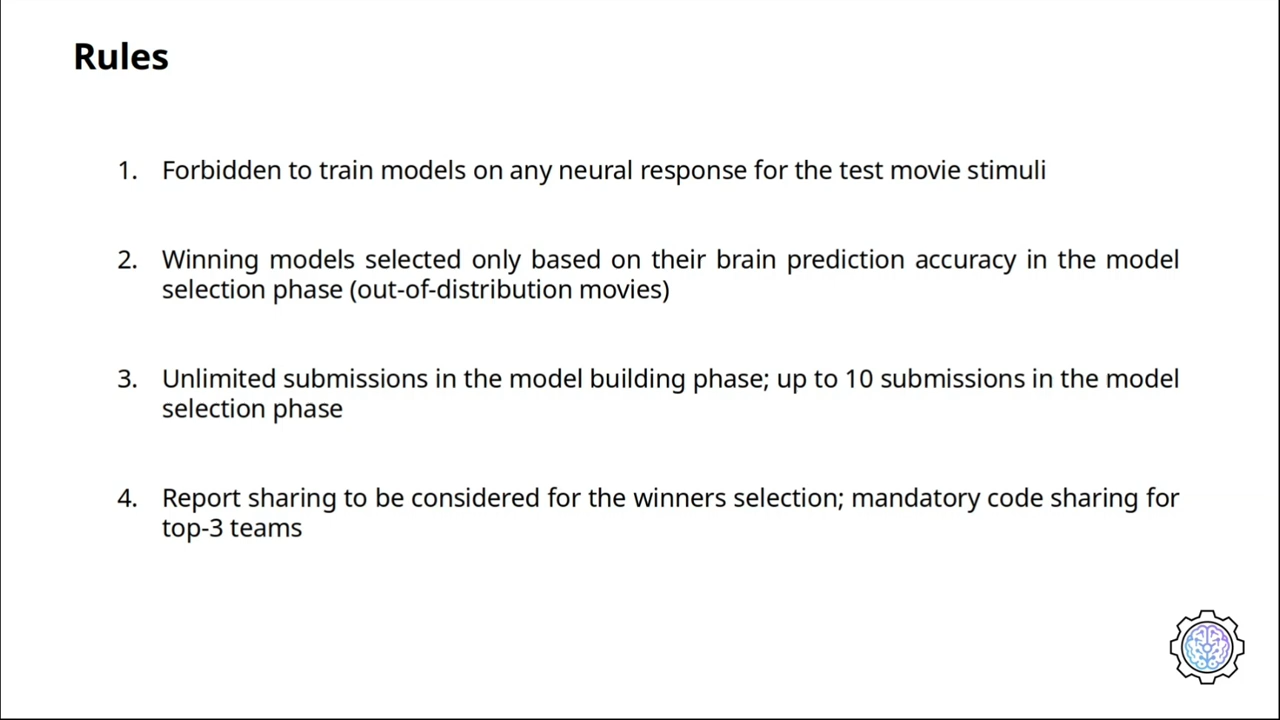 Rules
1. Forbidden to train models on any neural response for the test movie stimuli
2. Winning models selected only based on their brain prediction accuracy in the model
selection phase (out-of-distribution movies)
3. Unlimited submissions in the model building phase; up to 10 submissions in the model
selection phase
4. Report sharing to be considered for the winners selection; mandatory code sharing for
top-3 teams